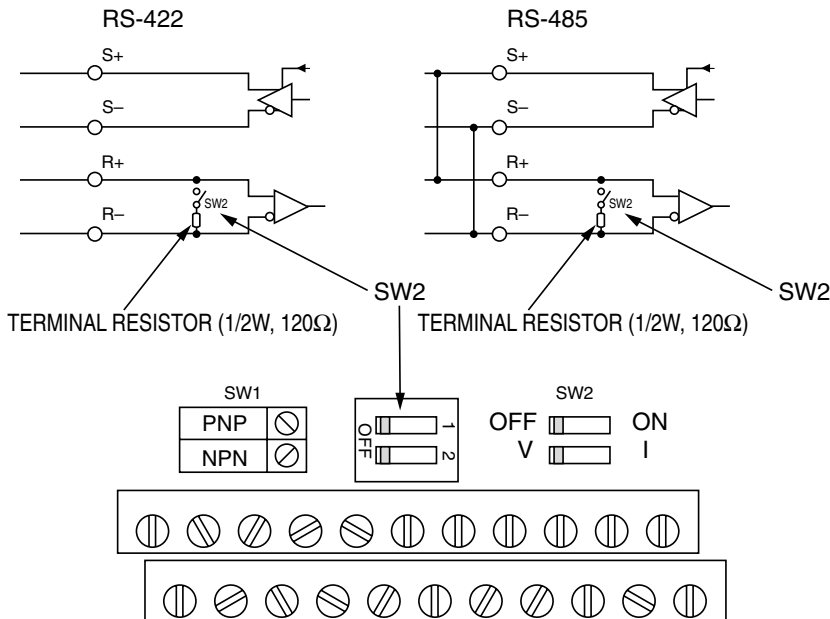 RS-422
RS-485
S+
S–
R+
R–
SW2
S+
S–
R+
R–
SW2
SW2
SW2
TERMINAL RESISTOR (1/2W, 120Ω)
TERMINAL RESISTOR (1/2W, 120Ω)
SW1
PNP
NPN
OFF
1
2
SW2
OFF ON
V I